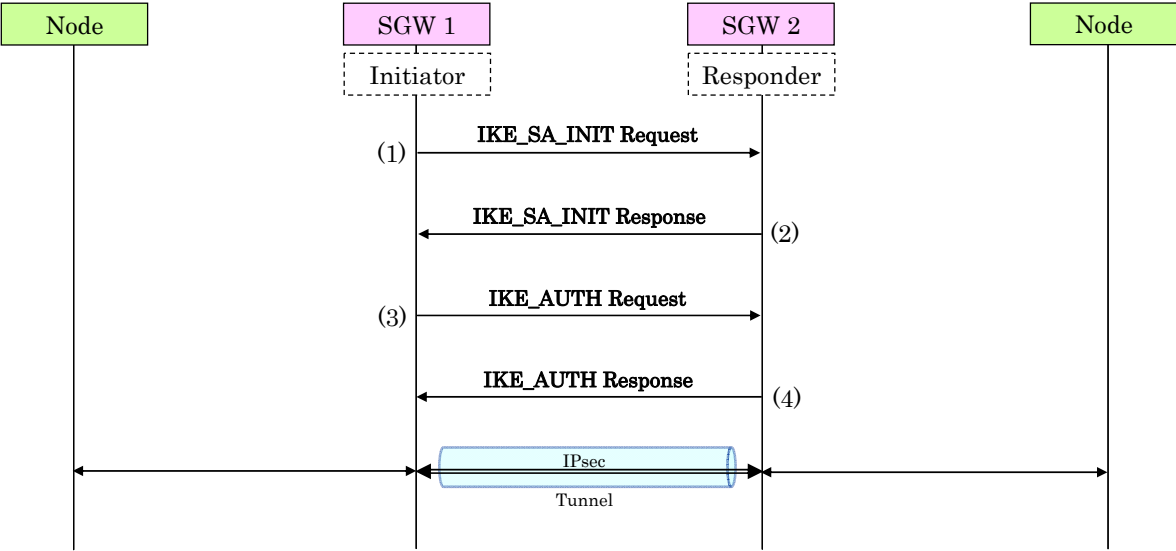 Node
SGW 1
SGW 2
Node
Initiator
Responder
IKE_SA_INIT Request
(1)
IKE_SA_INIT Response
(2)
IKE_AUTH Request
(3)
IKE_AUTH Response
(4)
IPsec
Tunnel